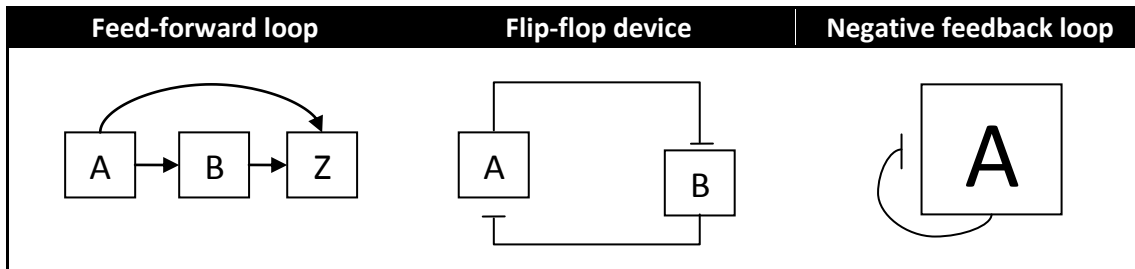 Feed-forward loop
Flip-flop device
Negative feedback loop
A B Z
A
B
A